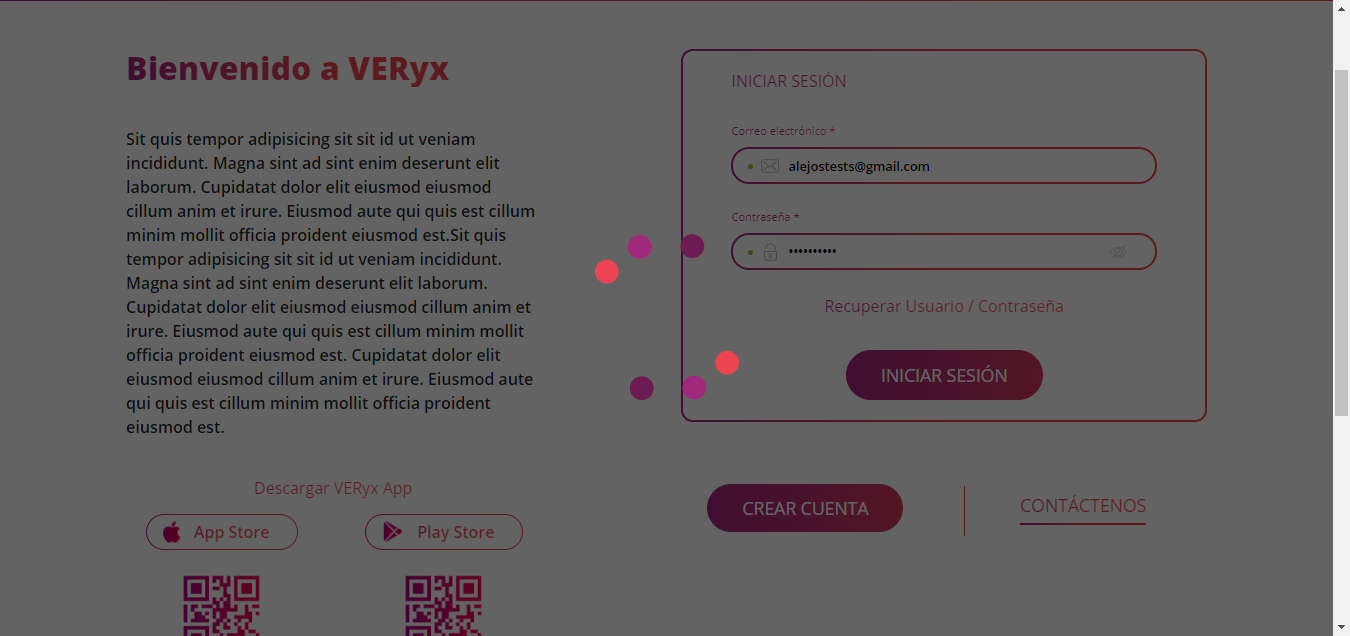 Bienvenido a VERyx
Sit quis tempor adipisicing sit sit id ut veniam
incididunt. Magna sint ad sint enim deserunt elit
laborum. Cupidatat dolor elit eiusmod eiusmod
cillum anim et irure. Eiusmod aute qui quis est cillum
minim mollit officia proident eiusmod est.Sit quis
tempor adipisicing sit sit id ut veniam incididunt.
Magna sint ad sint enim deserunt elit laborum.
Cupidatat dolor elit eiusmod eiusmod cillum anim et
irure. Eiusmod aute qui quis est cillum minim mollit
officia proident eiusmod est. Cupidatat dolor elit
eiusmod eiusmod cillum anim et irure. Eiusmod aute
qui quis est cillum minim mollit officia proident
eiusmod est.
Descargar VERyx App
App Store
Play Store
INICIAR SESIÓN
Correo electrónico *
alejostests@gmail.com
Contraseña *
••••••••••
Recuperar Usuario / Contraseña
INICIAR SESIÓN
CREAR CUENTA
CONTÁCTENOS